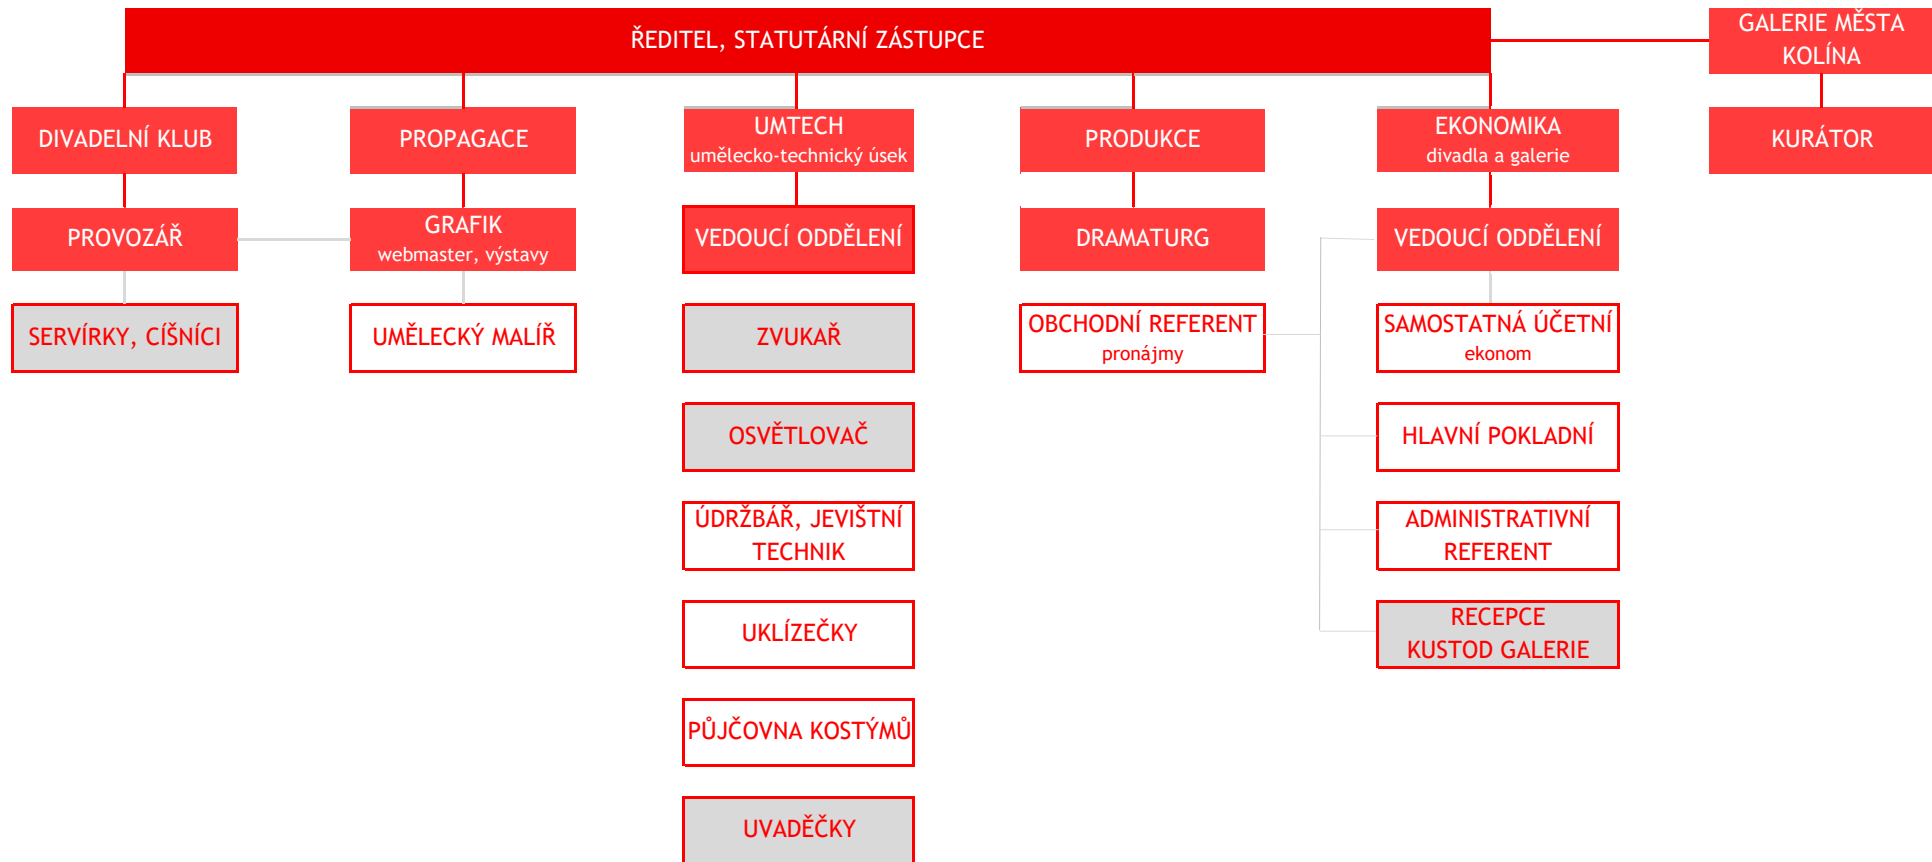 ŘEDITEL, STATUTÁRNÍ ZÁSTUPCE
GALERIE MĚSTA
KOLÍNA
DIVADELNÍ KLUB
PROPAGACE
UMTECH
umělecko-technický úsek
PRODUKCE
EKONOMIKA
divadla a galerie
KURÁTOR
PROVOZÁŘ
GRAFIK
webmaster, výstavy
VEDOUCÍ ODDĚLENÍ
DRAMATURG
VEDOUCÍ ODDĚLENÍ
SERVÍRKY, CÍŠNÍCI
UMĚLECKÝ MALÍŘ
ZVUKAŘ
OBCHODNÍ REFERENT
pronájmy
SAMOSTATNÁ ÚČETNÍ
ekonom
OSVĚTLOVAČ
HLAVNÍ POKLADNÍ
ÚDRŽBÁŘ, JEVIŠTNÍ
TECHNIK
ADMINISTRATIVNÍ
REFERENT
UKLÍZEČKY
RECEPCE
KUSTOD GALERIE
PŮJČOVNA KOSTÝMŮ
UVADĚČKY